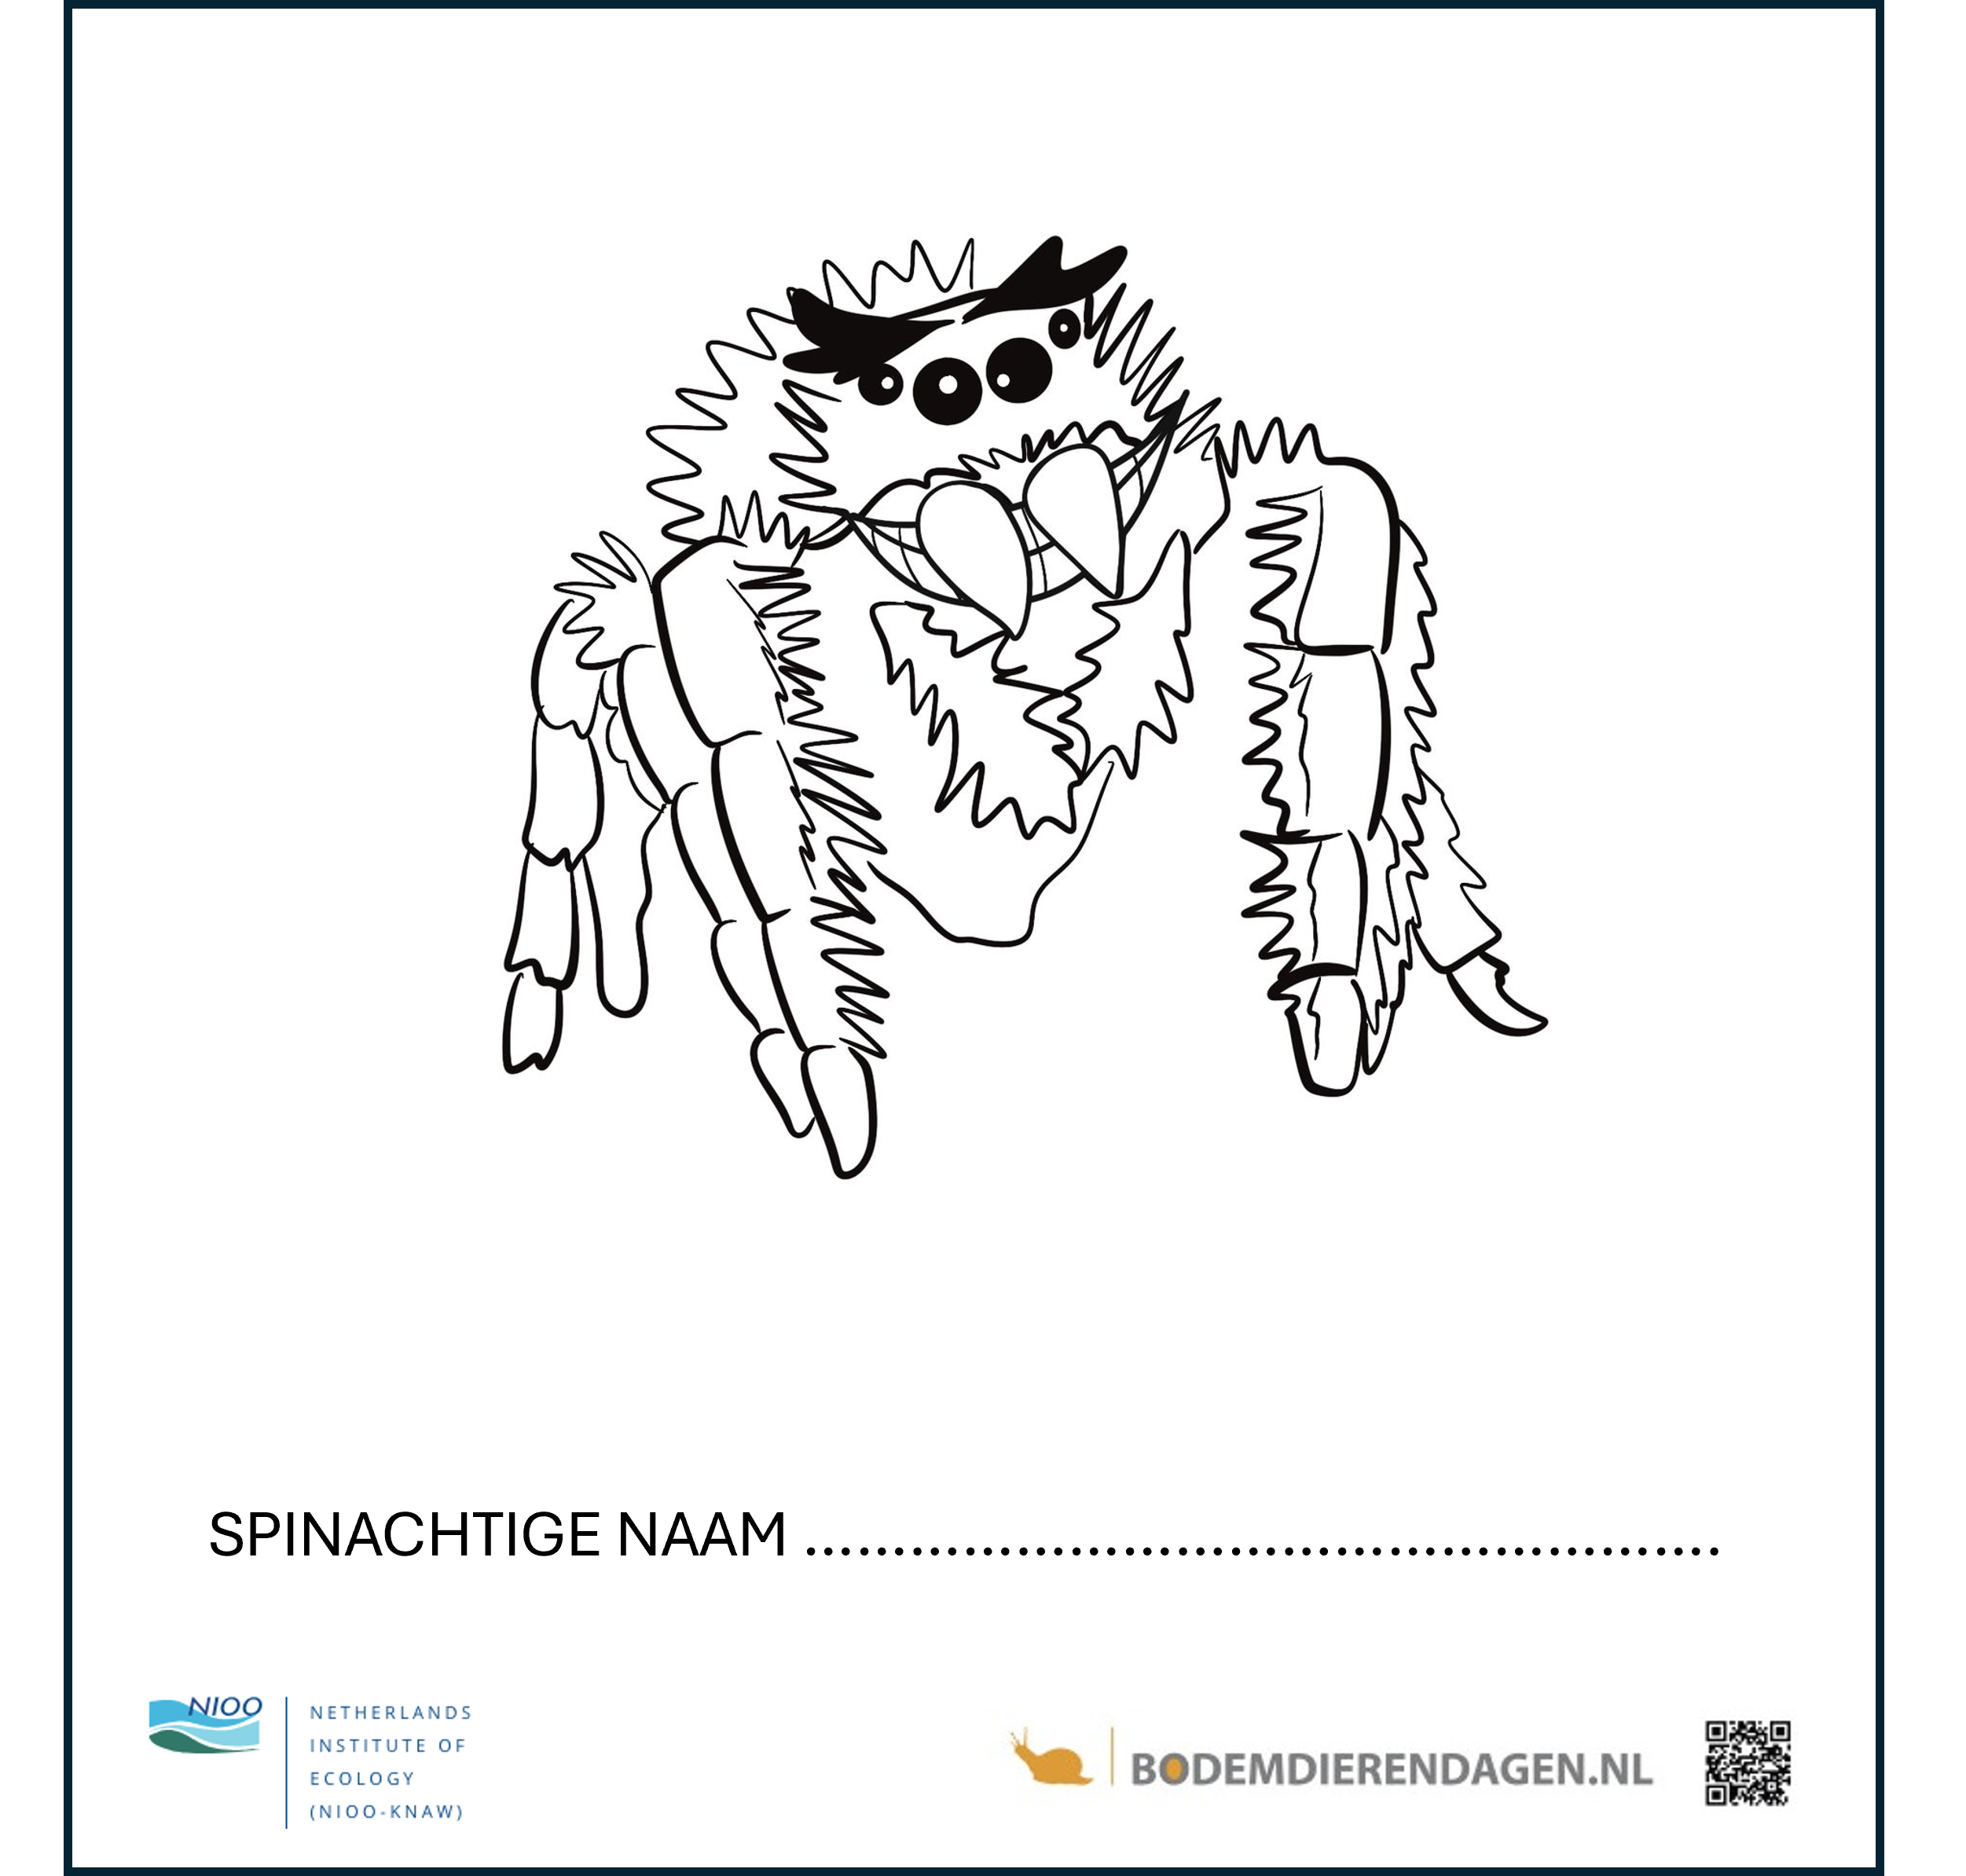 SPINACHTIGE NAAM ....................................................
NIOO
NETHERLANDS
INSTITUTE OF
ECOLOGY
(NIOO-KNAW)
BODEMDIERENDAGEN.NL